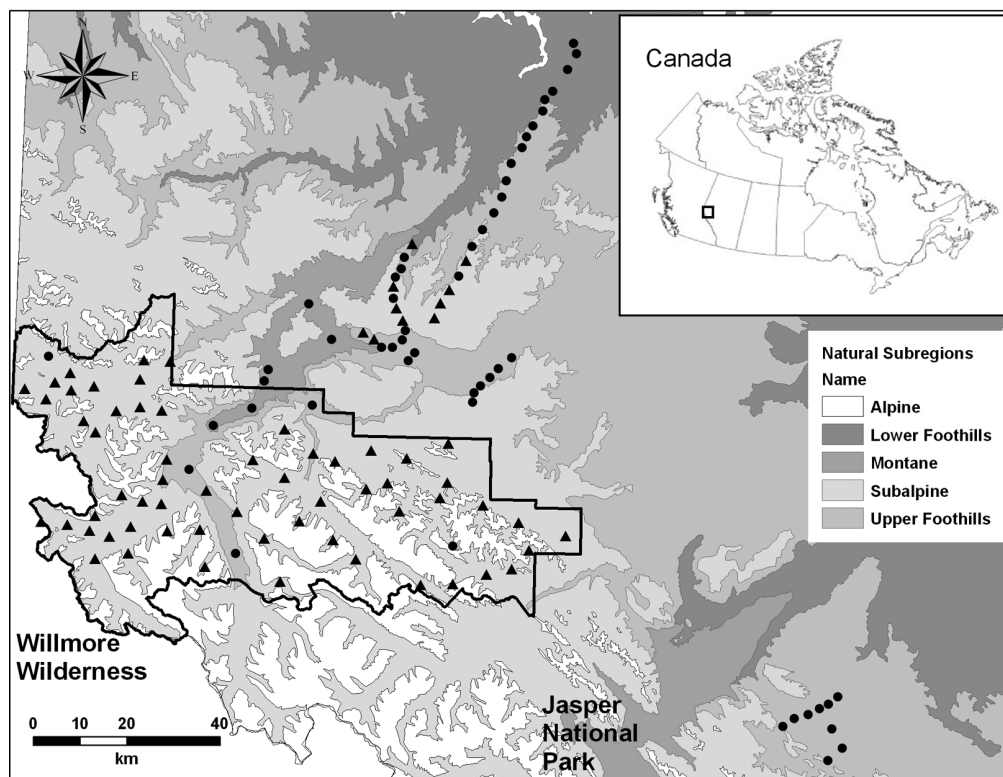 N
W
E
S
Canada
Natural Subregions
Name
Alpine
Lower Foothills
Montane
Subalpine
Upper Foothills
Willmore
Wilderness
0 10 20 40
km
Jasper
National
Park